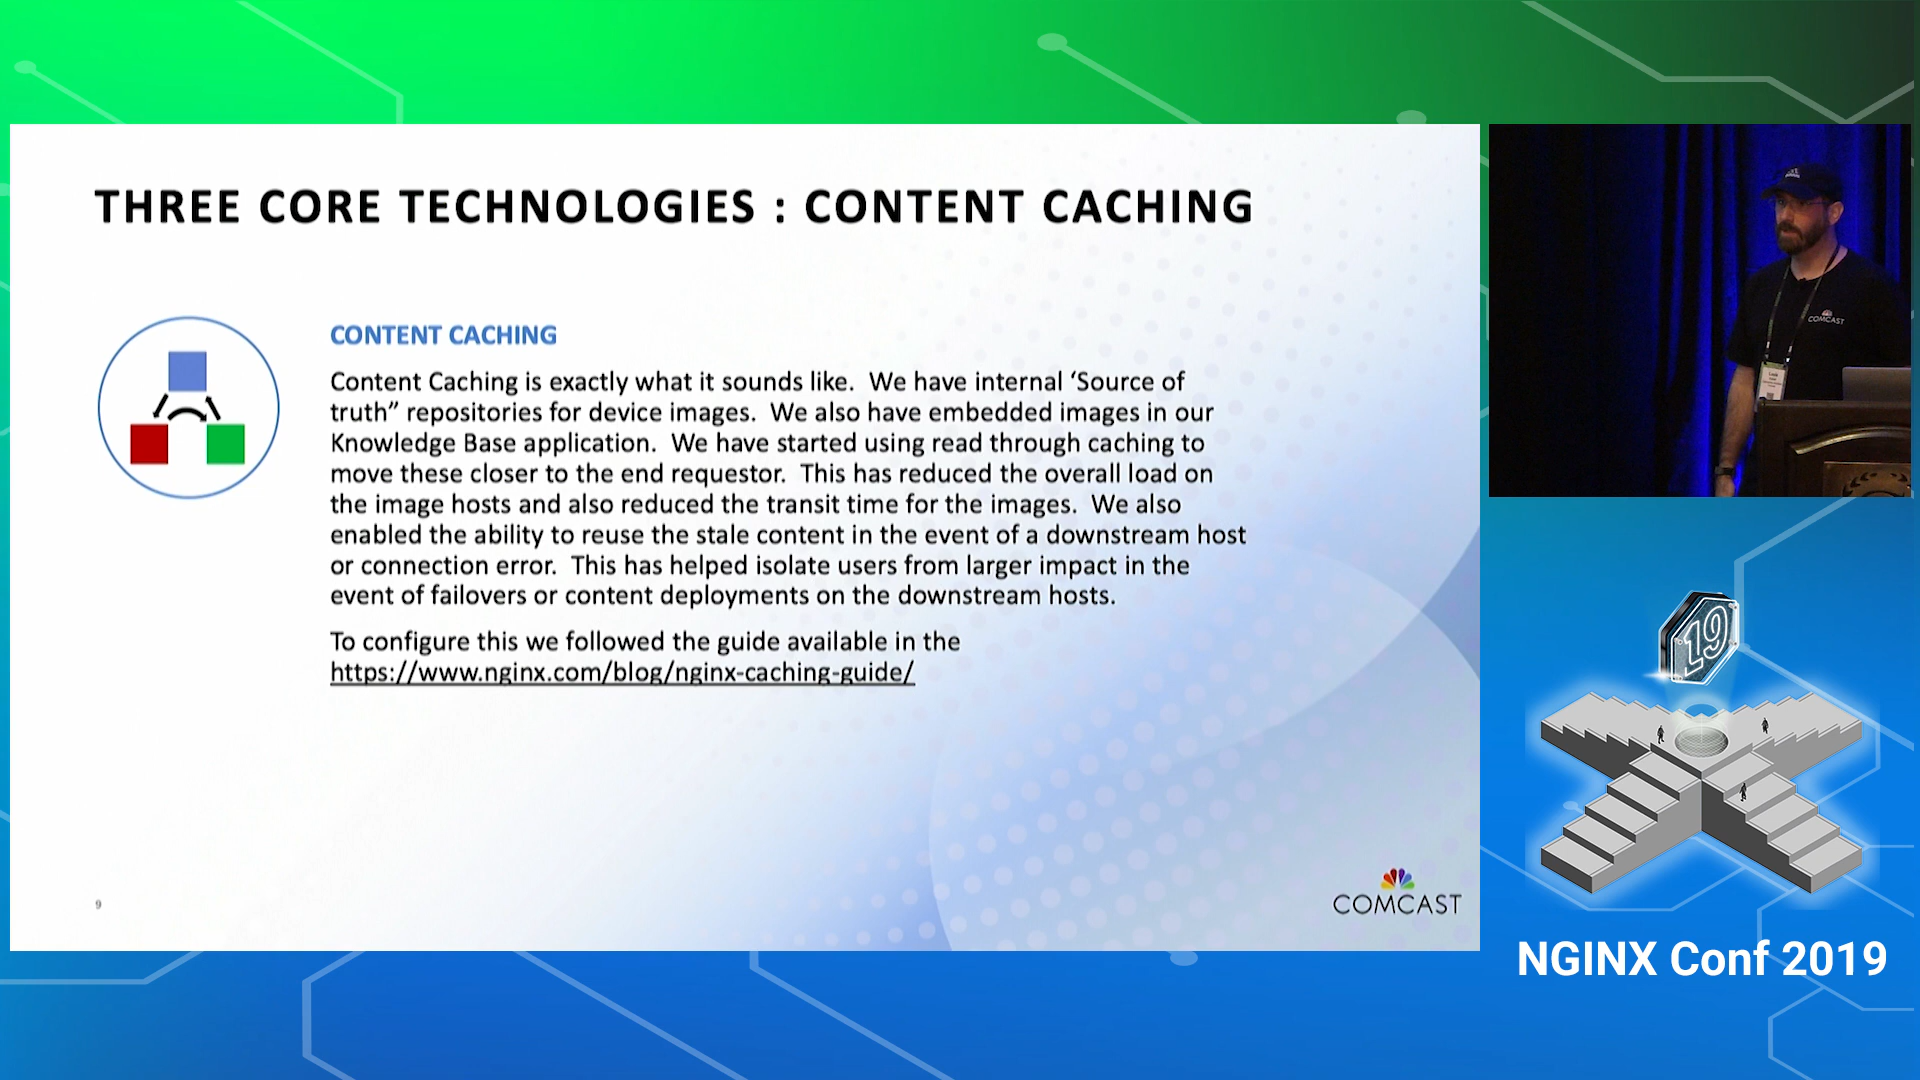 THREE CORE TECHNOLOGIES : CONTENT CACHING
CONTENT CACHING
Content Caching is exactly what it sounds like.  We have internal ‘Source of
truth” repositories for device images.  We also have embedded images in our
Knowledge Base application.  We have started using read through caching to
move these closer to the end requestor.  This has reduced the overall load on
the image hosts and also reduced the transit time for the images.  We also
enabled the ability to reuse the stale content in the event of a downstream host
or connection error.  This has helped isolate users from larger impact in the
event of failovers or content deployments on the downstream hosts.
To configure this we followed the guide available in the
https://www.nginx.com/blog/nginx-caching-guide/
9
COMCAST
COMCAST
19
NGINX Conf 2019